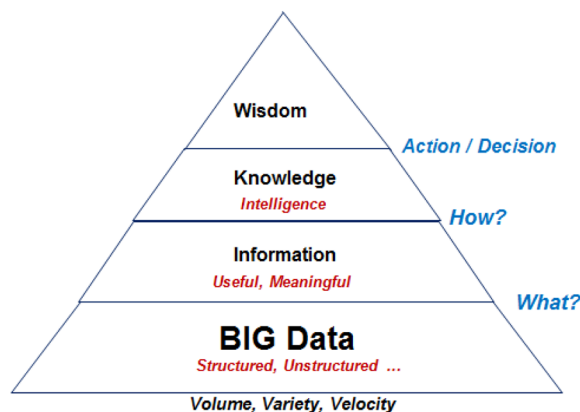 Wisdom
Action / Decision
Knowledge
Intelligence
How?
Information
Useful, Meaningful
What?
BIG Data
Structured, Unstructured ...
Volume, Variety, Velocity